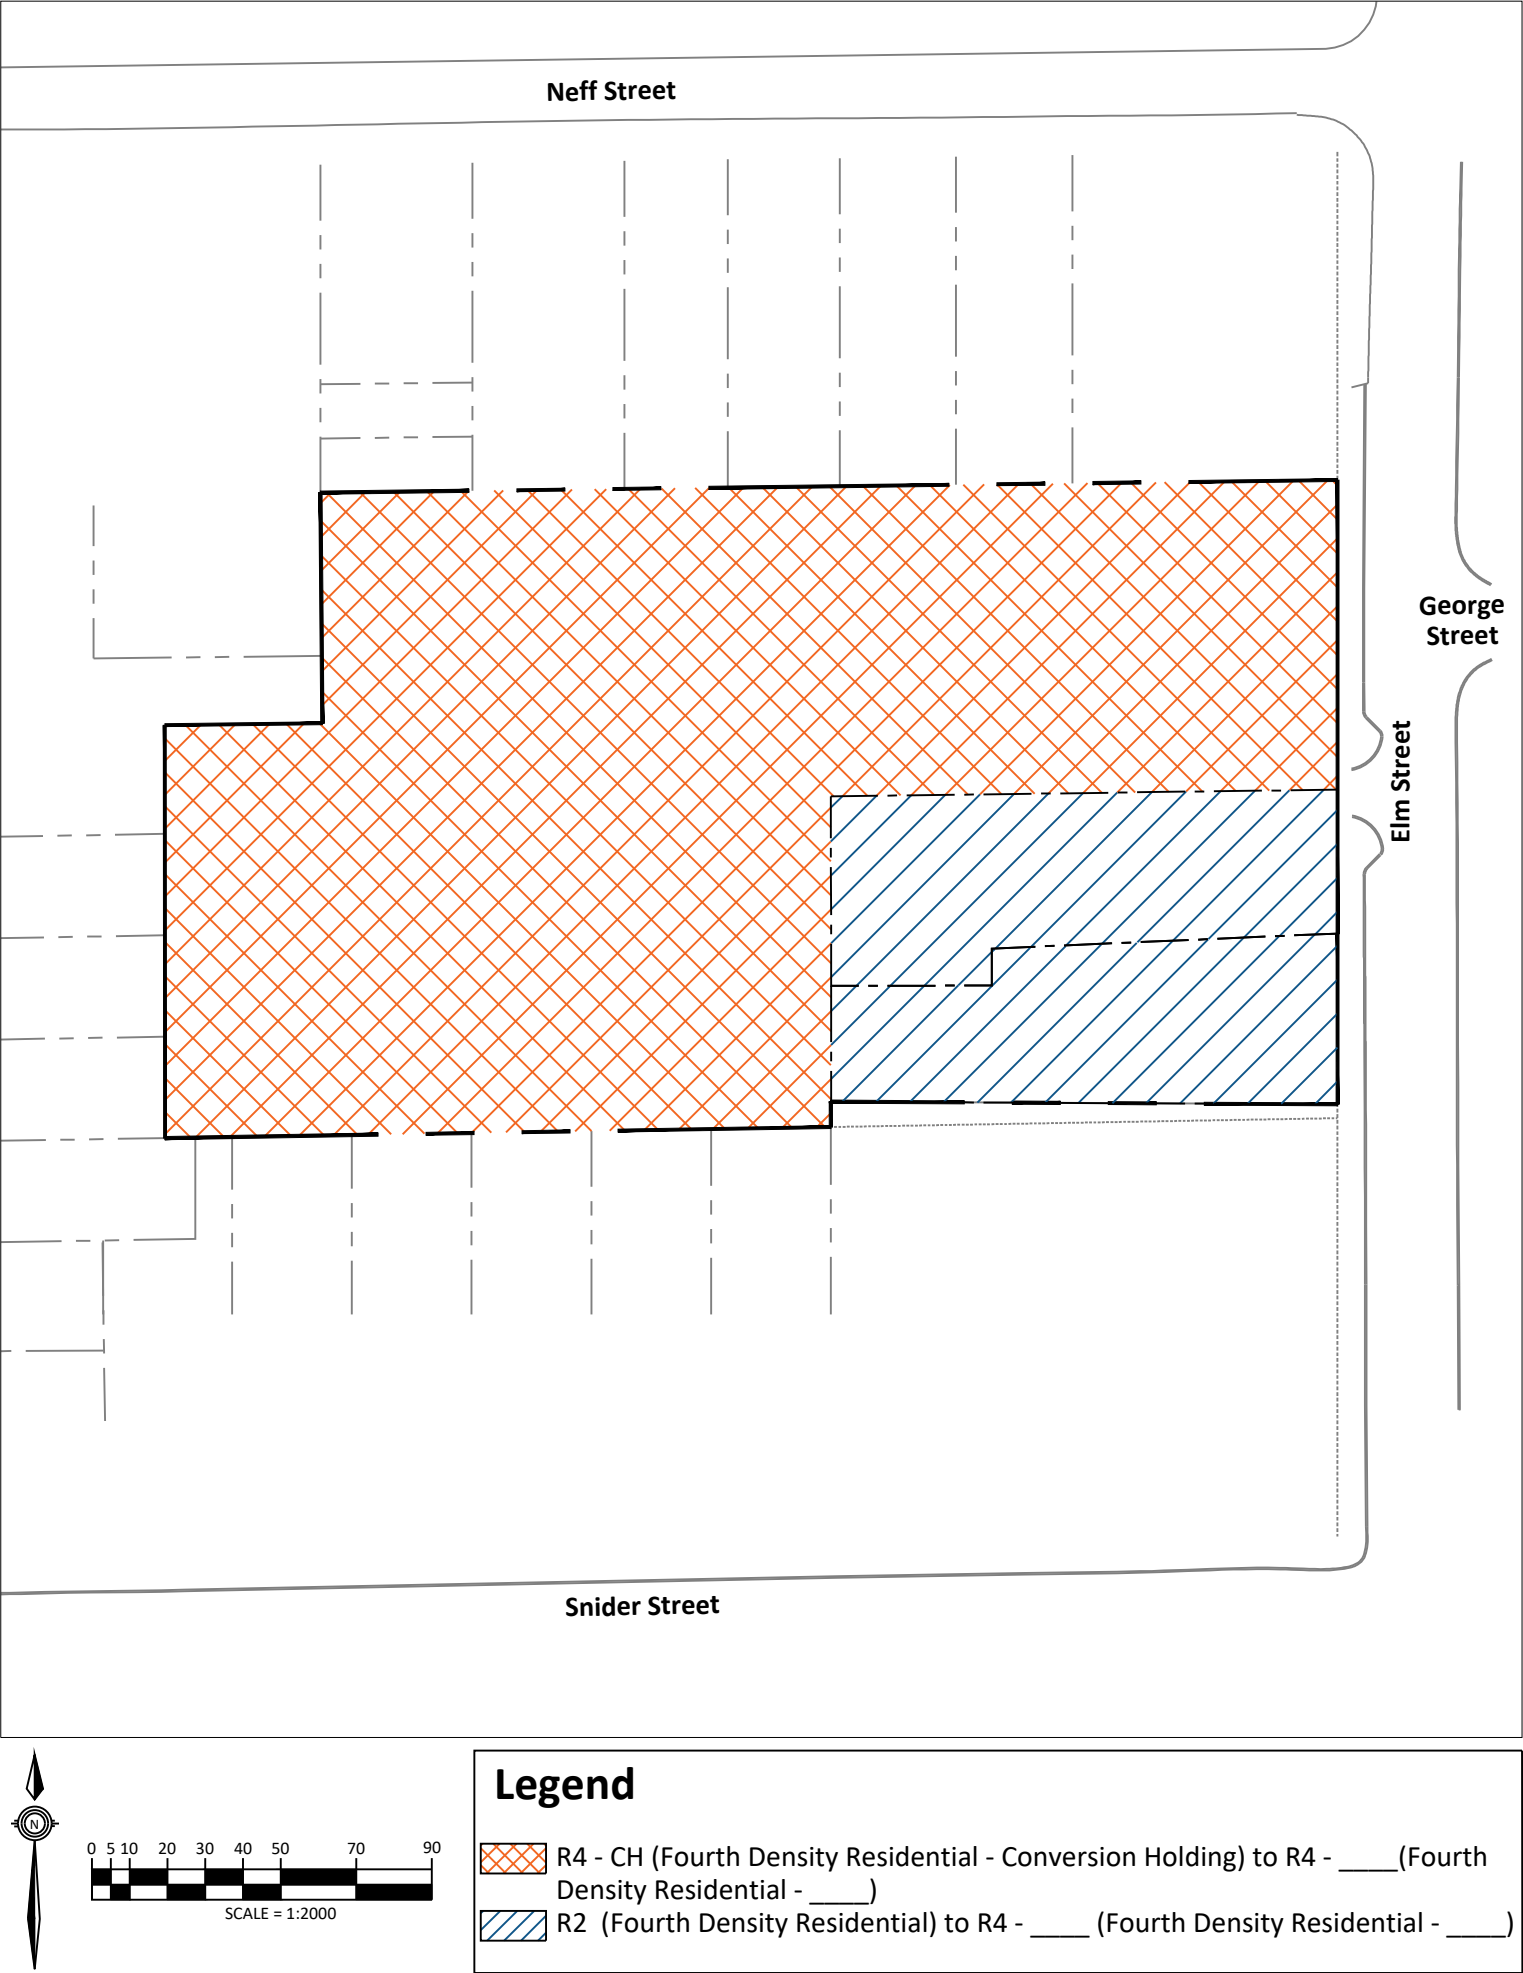 Neff Street
George
Street
Elm Street
Snider Street
N
0 5 10 20 30 40 50 70 90
SCALE = 1:2000
Legend
R4 - CH (Fourth Density Residential - Conversion Holding) to R4 - ____(Fourth
Density Residential - ____)
R2 (Fourth Density Residential) to R4 - ____ (Fourth Density Residential - ____)